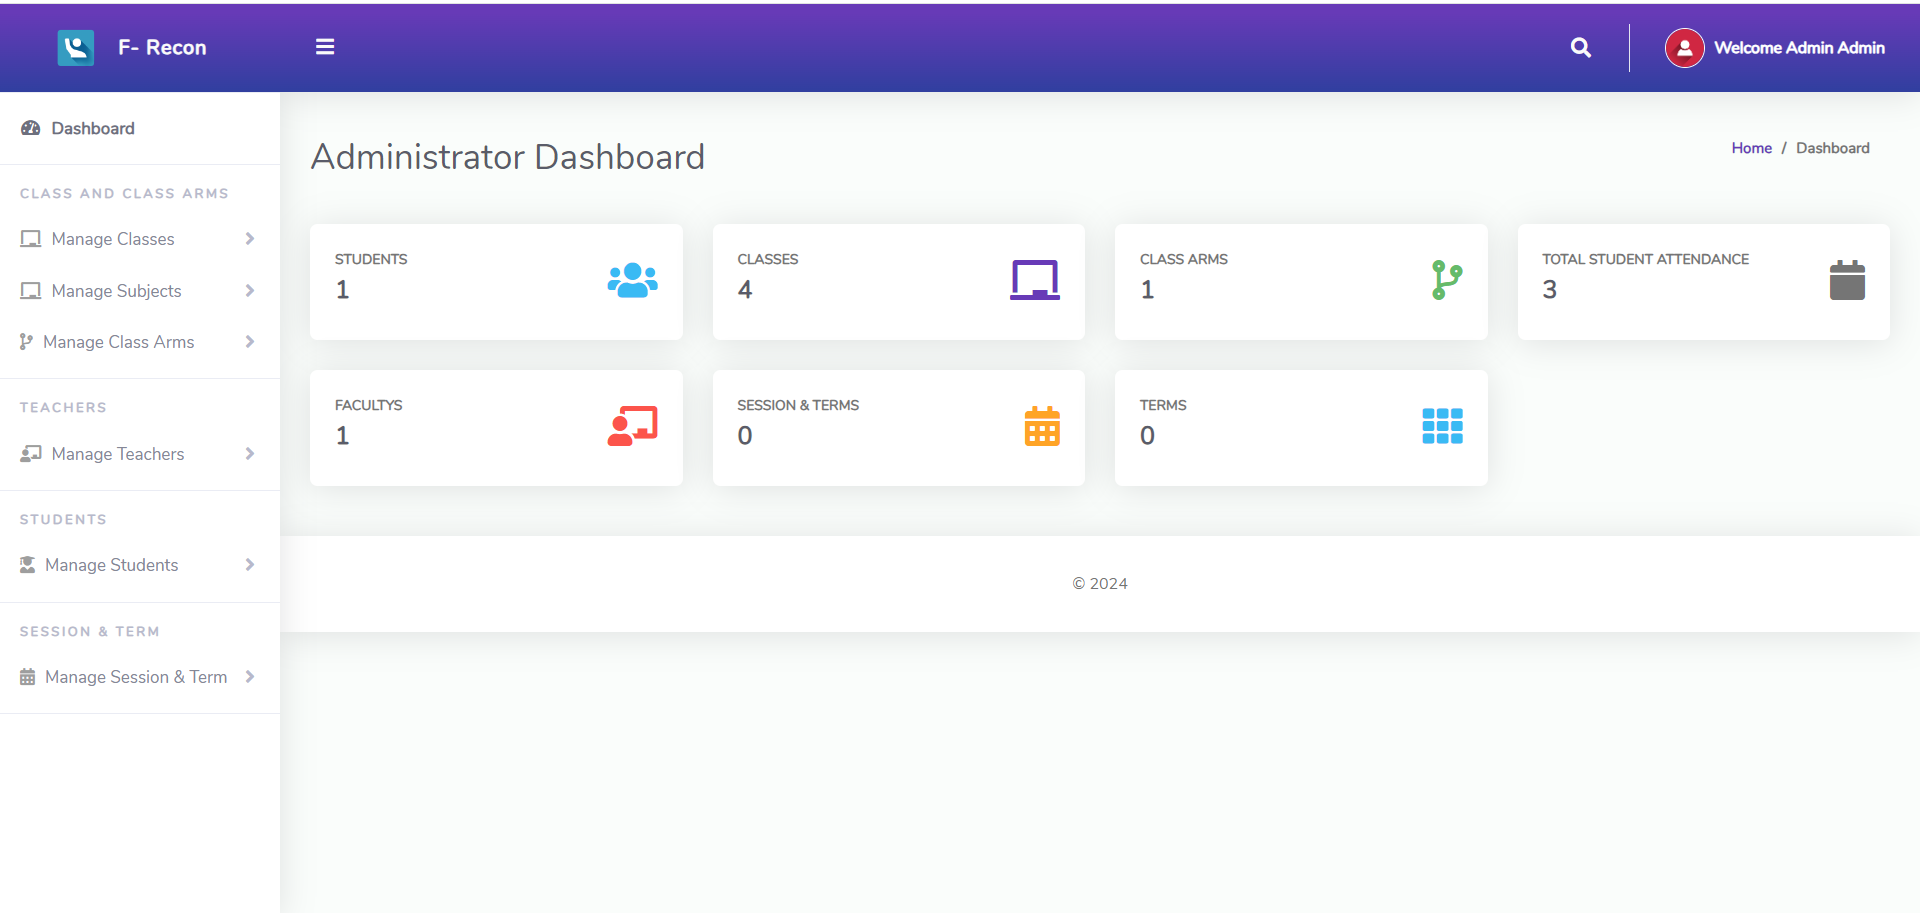 F- Recon
Welcome Admin Admin
Dashboard
CLASS AND CLASS ARMS
Manage Classes
Manage Subjects
Manage Class Arms
TEACHERS
Manage Teachers
STUDENTS
Manage Students
SESSION & TERM
Manage Session & Term
Administrator Dashboard
Home / Dashboard
STUDENTS
1
CLASSES
4
CLASS ARMS
1
TOTAL STUDENT ATTENDANCE
3
FACULTYS
1
SESSION & TERMS
0
TERMS
0
© 2024